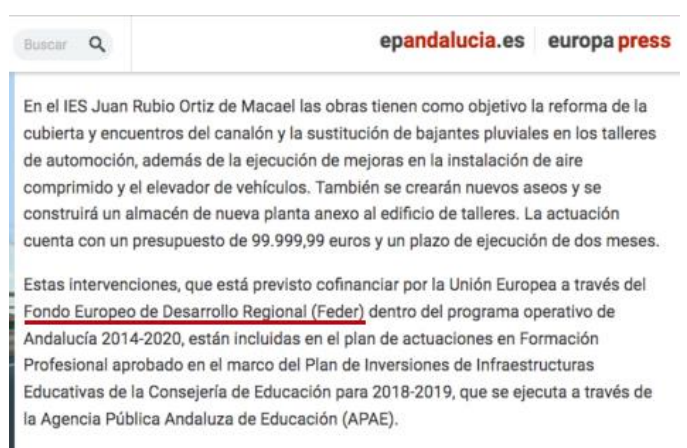 Buscar
epandalucia.es europa press
En el IES Juan Rubio Ortiz de Macael las obras tienen como objetivo la reforma de la
cubierta y encuentros del canalón y la sustitución de bajantes pluviales en los talleres
de automoción, además de la ejecución de mejoras en la instalación de aire
comprimido y el elevador de vehículos. También se crearán nuevos aseos y se
construirá un almacén de nueva planta anexo al edificio de talleres. La actuación
cuenta con un presupuesto de 99.999,99 euros y un plazo de ejecución de dos meses.
Estas intervenciones, que está previsto cofinanciar por la Unión Europea a través del
Fondo Europeo de Desarrollo Regional (Feder) dentro del programa operativo de
Andalucía 2014-2020, están incluidas en el plan de actuaciones en Formación
Profesional aprobado en el marco del Plan de Inversiones de Infraestructuras
Educativas de la Consejería de Educación para 2018-2019, que se ejecuta a través de
la Agencia Pública Andaluza de Educación (APAE).